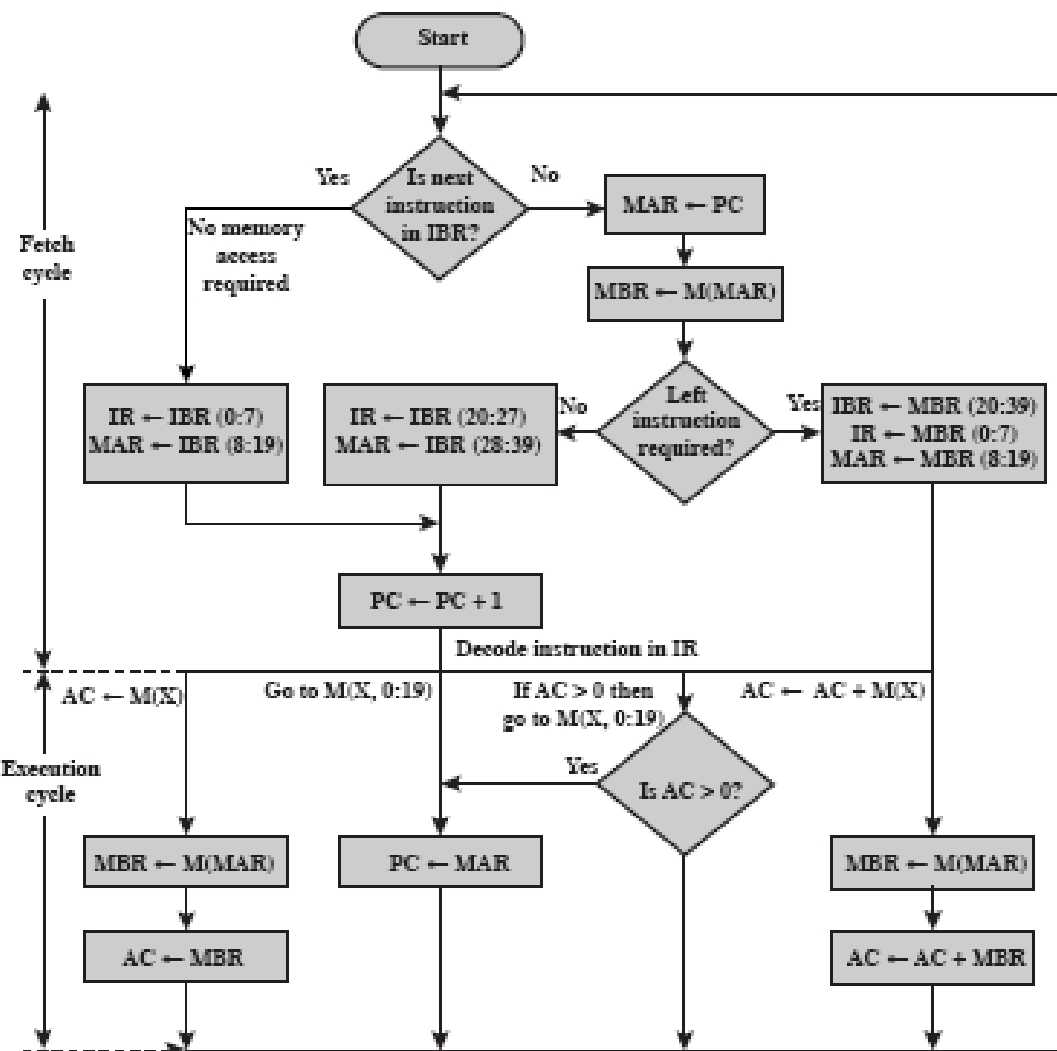 Start
Yes
Is next
instruction
in IBR?
No
MAR ← PC
No memory
access
required
Fetch
cycle
MBR ← M(MAR)
IR ← IBR (0:7)
MAR ← IBR (8:19)
IR ← IBR (20:27)
MAR ← IBR (28:39)
No
Left
instruction
required?
Yes
IBR ← MBR (20:39)
IR ← MBR (0:7)
MAR ← MBR (8:19)
PC ← PC + 1
Decode instruction in IR
AC ← M(X)
Go to M(X, 0:19)
If AC > 0 then
go to M(X, 0:19)
AC ← AC + M(X)
Execution
cycle
Yes
Is AC > 0?
MBR ← M(MAR)
PC ← MAR
MBR ← M(MAR)
AC ← MBR
AC ← AC + MBR